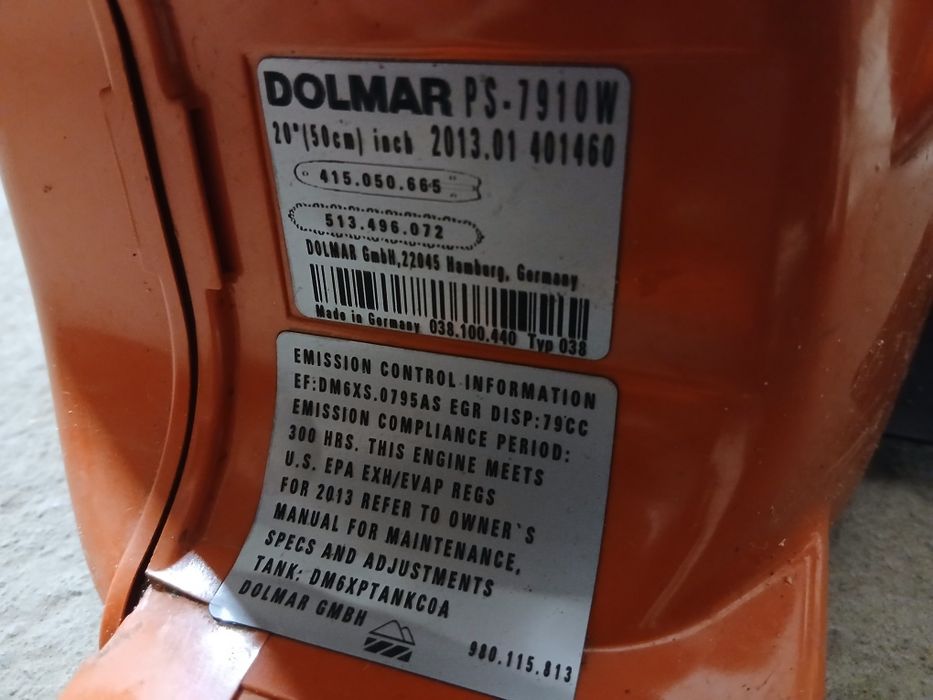 DOLMAR PS-7910W
20"(50cm) inch 2013.01 401460
415.050.665
513.496.072
DOLMAR GmbH,22045 Hamburg, Germany
Made in Germany 038.100.440 Typ 038
EMISSION CONTROL INFORMATION
EF:DM6XS.0795AS EGR DISP:79CC
EMISSION COMPLIANCE PERIOD:
300 HRS. THIS ENGINE MEETS
U.S. EPA EXH/EVAP REGS
FOR 2013 REFER TO OWNER`S
MANUAL FOR MAINTENANCE,
SPECS AND ADJUSTMENTS
TANK: DM6XPTANKC0A
DOLMAR GMBH
980.115.813